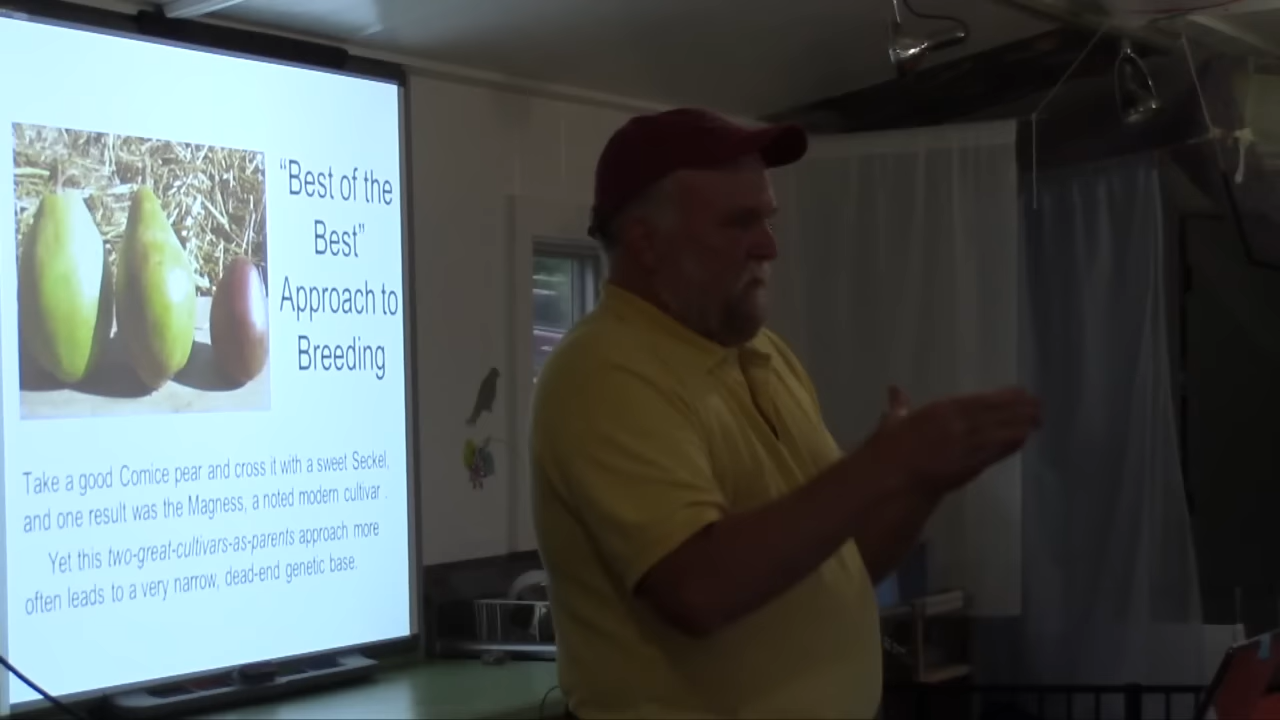 “Best of the
Best”
Approach to
Breeding
Take a good Comice pear and cross it with a sweet Seckel,
and one result was the Magness, a noted modern cultivar .
Yet this two-great-cultivars-as-parents approach more
often leads to a very narrow, dead-end genetic base.